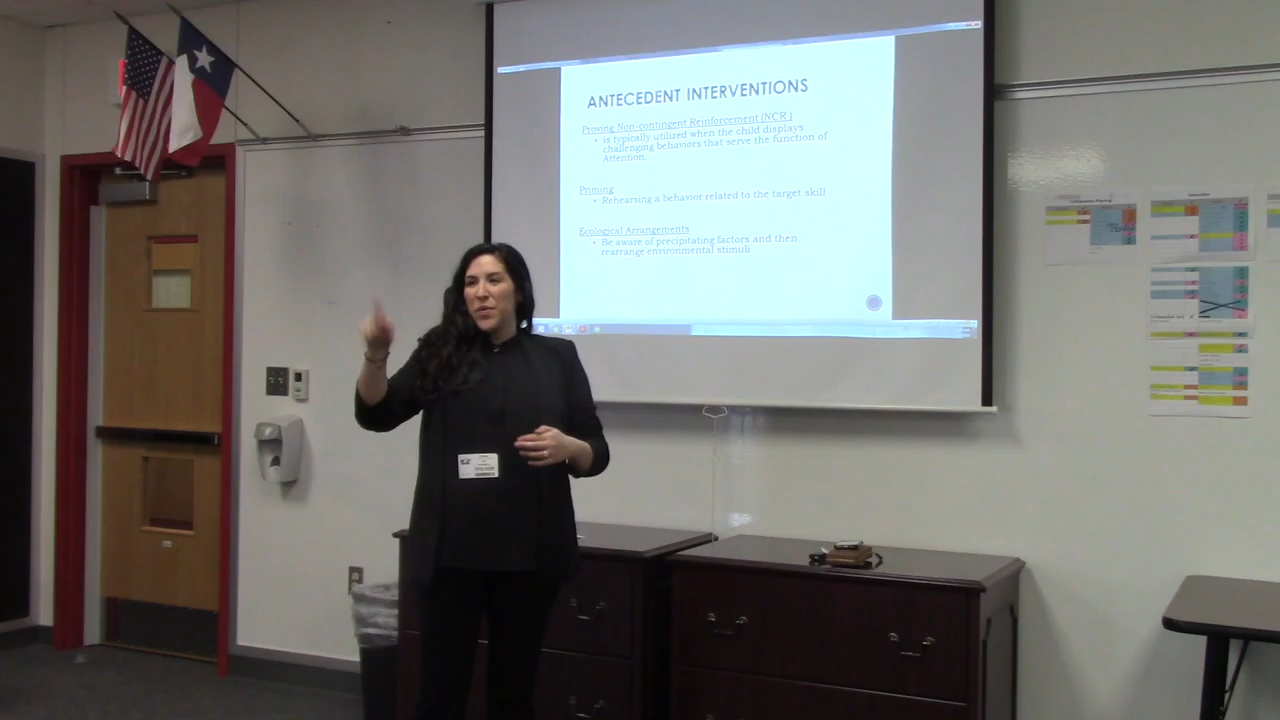 ANTECEDENT INTERVENTIONS
Proving Non-contingent Reinforcement (NCR )
• is typically utilized when the child displays
challenging behaviors that serve the function of
Attention
Priming
• Rehearsing a behavior related to the target skill
Ecological Arrangements
• Be aware of precipitating factors and then
rearrange environmental stimuli